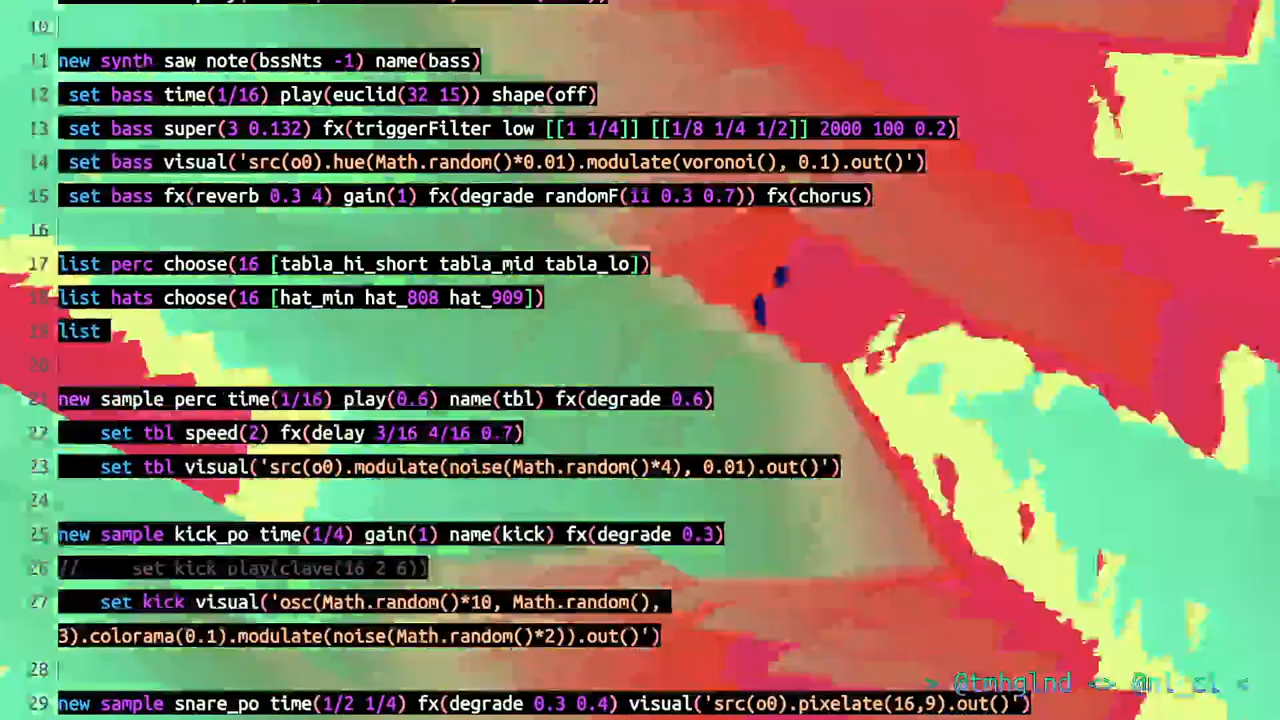 10
11 new synth saw note(bssNts -1) name(bass)
12 set bass time(1/16) play(euclid(32 15)) shape(off)
13 set bass super(3 0.132) fx(triggerFilter low [[1 1/4]] [[1/8 1/4 1/2]] 2000 100 0.2)
14 set bass visual('src(o0).hue(Math.random()*0.01).modulate(voronoi(), 0.1).out()')
15 set bass fx(reverb 0.3 4) gain(1) fx(degrade randomF(11 0.3 0.7)) fx(chorus)
16
17 list perc choose(16 [tabla_hi_short tabla_mid tabla_lo])
18 list hats choose(16 [hat_min hat_808 hat_909])
19 list
20
21 new sample perc time(1/16) play(0.6) name(tbl) fx(degrade 0.6)
22 set tbl speed(2) fx(delay 3/16 4/16 0.7)
23 set tbl visual('src(o0).modulate(noise(Math.random()*4), 0.01).out()')
24
25 new sample kick_po time(1/4) gain(1) name(kick) fx(degrade 0.3)
26 // set kick play(clave(16 2 6))
27 set kick visual('osc(Math.random()*10, Math.random(),
3).colorama(0.1).modulate(noise(Math.random()*2)).out()')
28
> @tmhglnd <> @nl_cl <
29 new sample snare_po time(1/2 1/4) fx(degrade 0.3 0.4) visual('src(o0).pixelate(16,9).out()')